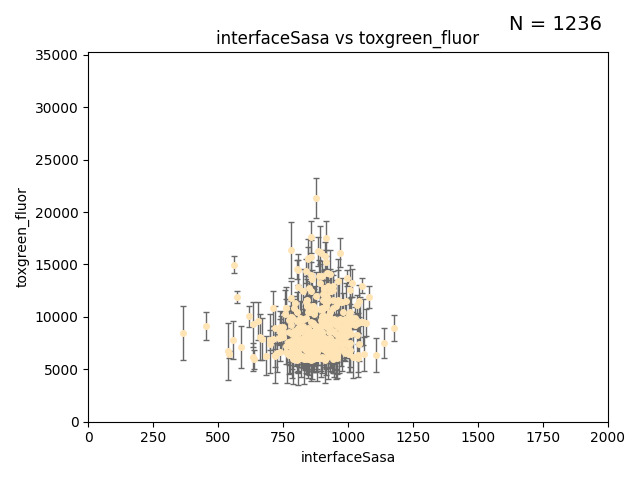 N = 1236
interfaceSasa vs toxgreen_fluor
35000
30000
25000
20000
15000
10000
5000
0
toxgreen_fluor
0 250 500 750 1000 1250 1500 1750 2000
interfaceSasa